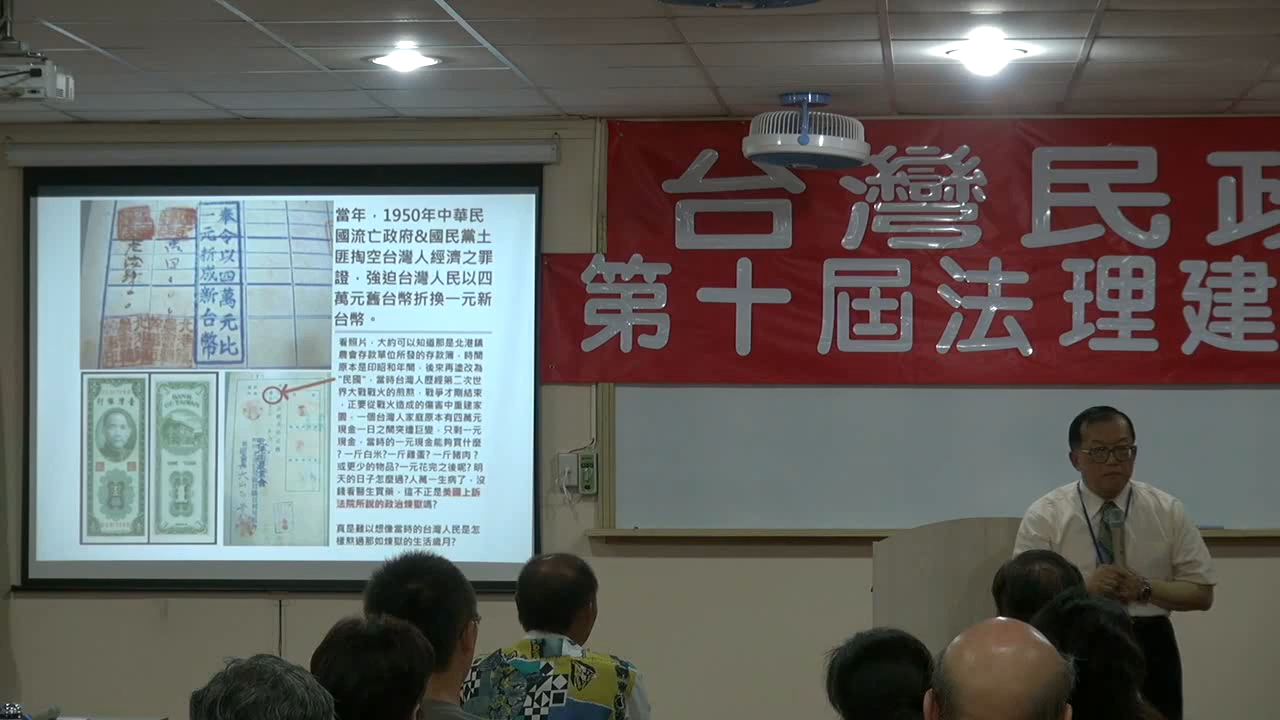 當年，1950年中華民
國流亡政府&國民黨土
匪掏空台灣人經濟之罪
證，強迫台灣人民以四
萬元舊台幣折換一元新
台幣。
看照片，大約可以知道那是北港鎮
農會存款單位所發的存款簿，時間
原本是印昭和年間，後來再塗改為
"民國"，當時台灣人歷經第二次世
界大戰戰火的煎熬，戰爭才剛結束
，正要從戰火造成的傷害中重建家
園，一個台灣人家庭原本有四萬元
現金一日之間突遭巨變，只剩一元
現金，當時的一元現金能夠買什麼
?一斤白米?一斤雞蛋?一斤豬肉?
或更少的物品?一元花完之後呢?明
天的日子怎麼過?人萬一生病了，沒
錢看醫生買藥，這不正是美國上訴
法院所說的政治煉獄嗎?
真是難以想像當時的台灣人民是怎
樣熬過那如煉獄的生活歲月?
奉令以四萬元比
一元折成新台幣
台灣民政
第十屆法理建